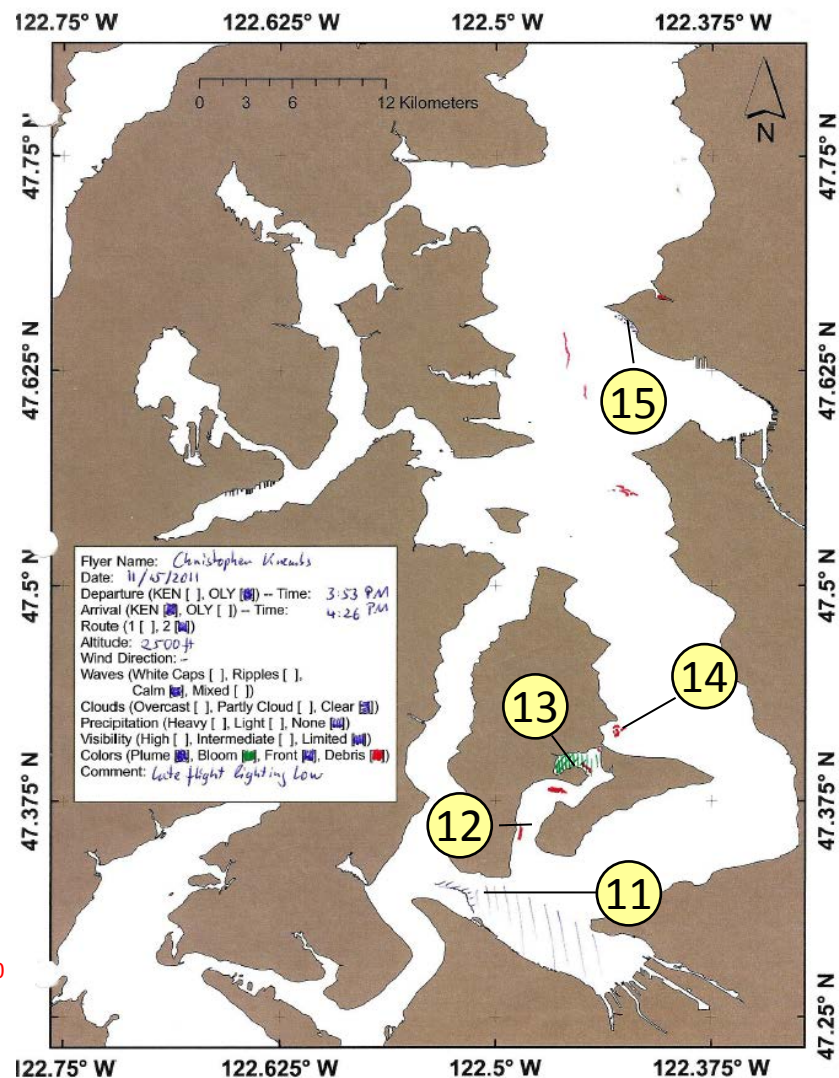 122.75° W 122.625° W 122.5° W 122.375° W
0 3 6 12 Kilometers
N
47.75° N 47.75° N
47.625° N 47.625° N
15
47.5° N 47.5° N
Flyer Name: Christopher Krembs
Date: 11/15/2011
Departure (KEN [ ], OLY [ ]) -- Time: 3:53 PM
Arrival (KEN [ ], OLY [ ]) -- Time: 4:26 PM
Route (1 [ ], 2 [ ])
Altitude: 2500 ft
Wind Direction: -
Waves (White Caps [ ], Ripples [ ],
Calm [ ], Mixed [ ])
Clouds (Overcast [ ], Partly Cloud [ ], Clear [ ])
Precipitation (Heavy [ ], Light [ ], None [ ])
Visibility (High [ ], Intermediate [ ], Limited [ ])
Colors (Plume [ ], Bloom [ ], Front [ ], Debris [ ])
Comment: late flight lighting low
14
13
47.375° N 47.375° N
12
11
0
47.25° N 47.25° N
122.75° W 122.625° W 122.5° W 122.375° W